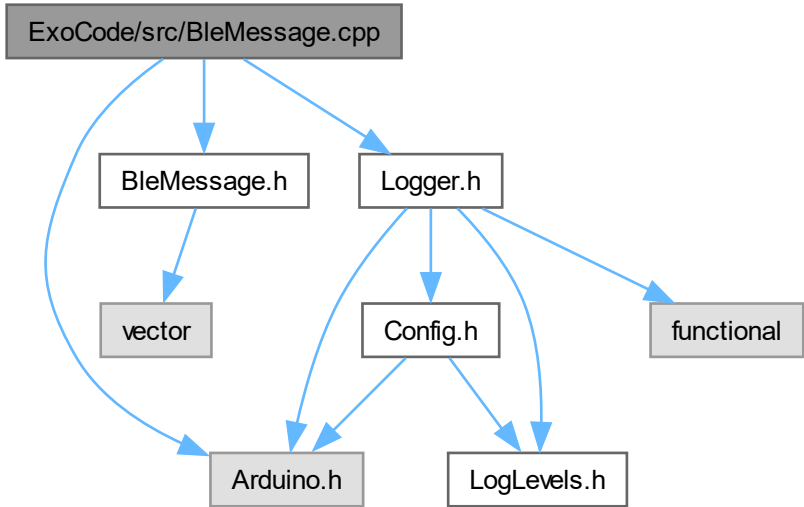 ExoCode/src/BleMessage.cpp
BleMessage.h
Logger.h
vector
Config.h
functional
Arduino.h
LogLevels.h